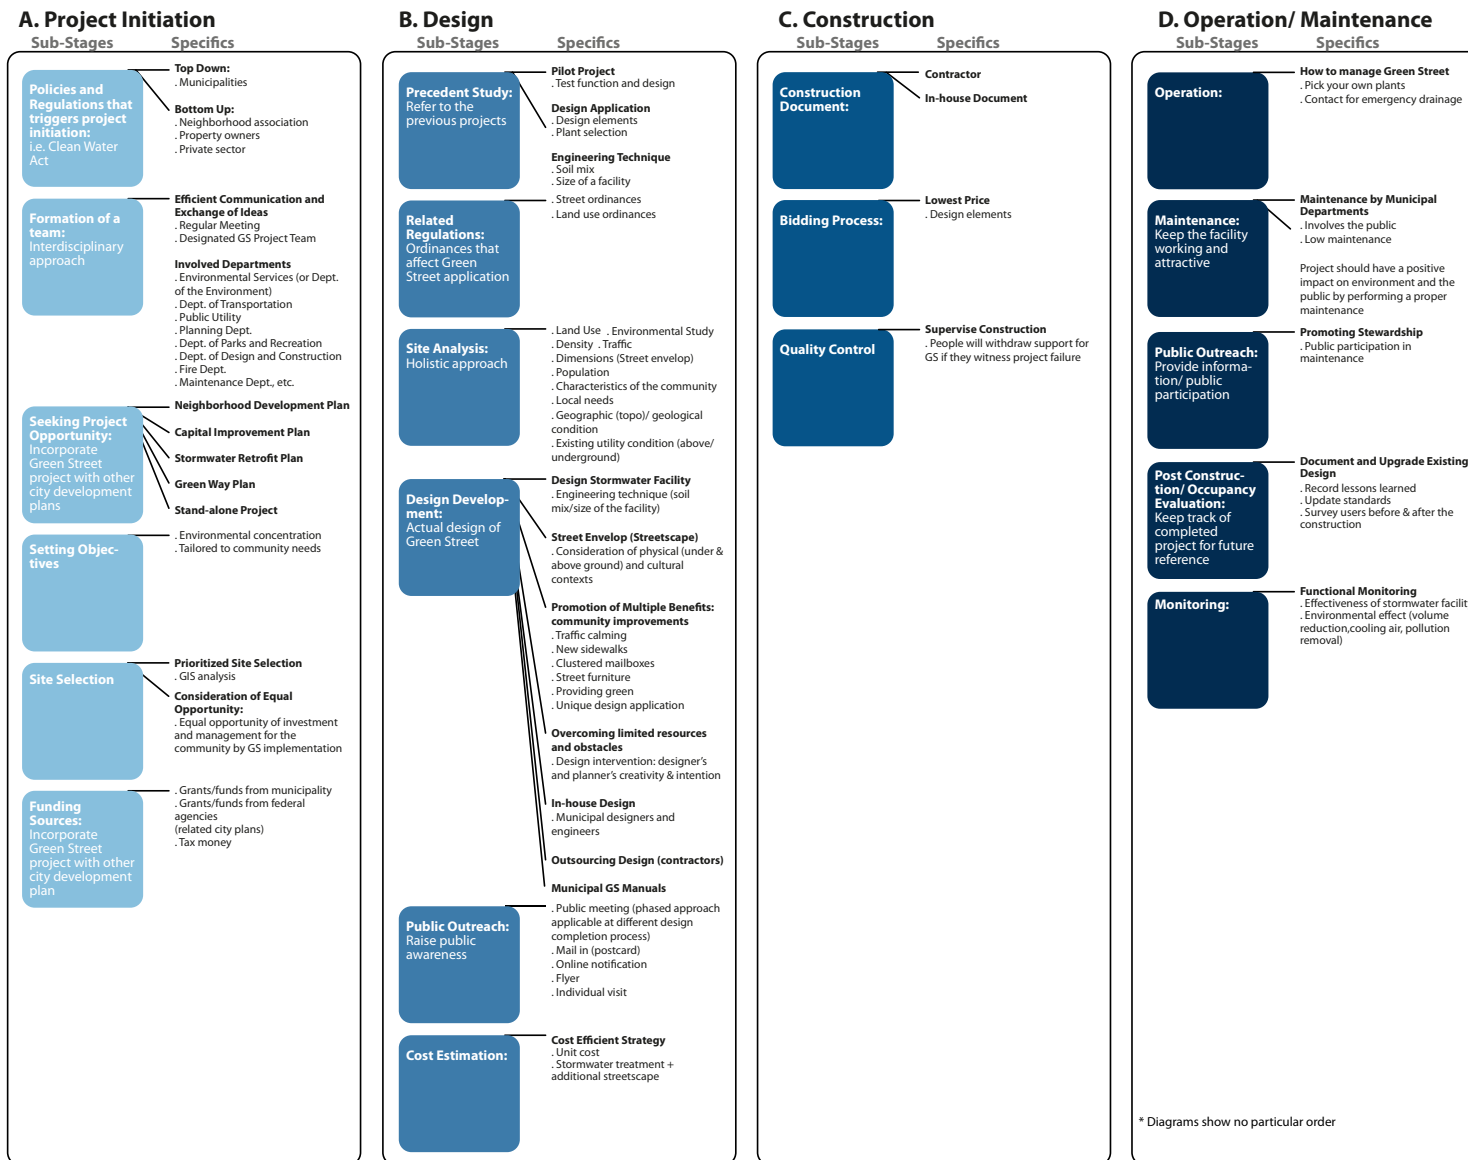 A. Project Initiation
Sub-Stages
Specifics
Policies and
Regulations that
triggers project
initiation:
i.e. Clean Water
Act
Top Down:
. Municipalities
Bottom Up:
. Neighborhood association
. Property owners
. Private sector
Formation of a
team:
Interdisciplinary
approach
Efficient Communication and
Exchange of Ideas
. Regular Meeting
. Designated GS Project Team
Involved Departments
. Environmental Services (or Dept.
of the Environment)
. Dept. of Transportation
. Public Utility
. Planning Dept.
. Dept. of Parks and Recreation
. Dept. of Design and Construction
. Fire Dept.
. Maintenance Dept., etc.
Seeking Project
Opportunity:
Incorporate
Green Street
project with other
city development
plans
Neighborhood Development Plan
Capital Improvement Plan
Stormwater Retrofit Plan
Green Way Plan
Stand-alone Project
Setting Objec-
tives
. Environmental concentration
. Tailored to community needs
Site Selection
Prioritized Site Selection
. GIS analysis
Consideration of Equal
Opportunity:
. Equal opportunity of investment
and management for the
community by GS implementation
Funding
Sources:
Incorporate
Green Street
project with other
city development
plan
. Grants/funds from municipality
. Grants/funds from federal
agencies
(related city plans)
. Tax money
B. Design
Sub-Stages
Specifics
Precedent Study:
Refer to the
previous projects
Pilot Project
. Test function and design
Design Application
. Design elements
. Plant selection
Engineering Technique
. Soil mix
. Size of a facility
Related
Regulations:
Ordinances that
affect Green
Street application
. Street ordinances
. Land use ordinances
Site Analysis:
Holistic approach
. Land Use . Environmental Study
. Density . Traffic
. Dimensions (Street envelop)
. Population
. Characteristics of the community
. Local needs
. Geographic (topo)/ geological
condition
. Existing utility condition (above/
underground)
Design Develop-
ment:
Actual design of
Green Street
Design Stormwater Facility
. Engineering technique (soil
mix/size of the facility)
Street Envelop (Streetscape)
. Consideration of physical (under &
above ground) and cultural
contexts
Promotion of Multiple Benefits:
community improvements
. Traffic calming
. New sidewalks
. Clustered mailboxes
. Street furniture
. Providing green
. Unique design application
Overcoming limited resources
and obstacles
. Design intervention: designer's
and planner's creativity & intention
In-house Design
. Municipal designers and
engineers
Outsourcing Design (contractors)
Municipal GS Manuals
Public Outreach:
Raise public
awareness
. Public meeting (phased approach
applicable at different design
completion process)
. Mail in (postcard)
. Online notification
. Flyer
. Individual visit
Cost Estimation:
Cost Efficient Strategy
. Unit cost
. Stormwater treatment +
additional streetscape
C. Construction
Sub-Stages
Specifics
Construction
Document:
Contractor
In-house Document
Bidding Process:
Lowest Price
. Design elements
Quality Control
Supervise Construction
. People will withdraw support for
GS if they witness project failure
D. Operation/ Maintenance
Sub-Stages
Specifics
Operation:
How to manage Green Street
. Pick your own plants
. Contact for emergency drainage
Maintenance:
Keep the facility
working and
attractive
Maintenance by Municipal
Departments
. Involves the public
. Low maintenance
Project should have a positive
impact on environment and the
public by performing a proper
maintenance
Public Outreach:
Provide informa-
tion/ public
participation
Promoting Stewardship
. Public participation in
maintenance
Post Construc-
tion/ Occupancy
Evaluation:
Keep track of
completed
project for future
reference
Document and Upgrade Existing
Design
. Record lessons learned
. Update standards
. Survey users before & after the
construction
Monitoring:
Functional Monitoring
. Effectiveness of stormwater facilit
. Environmental effect (volume
reduction,cooling air, pollution
removal)
* Diagrams show no particular order